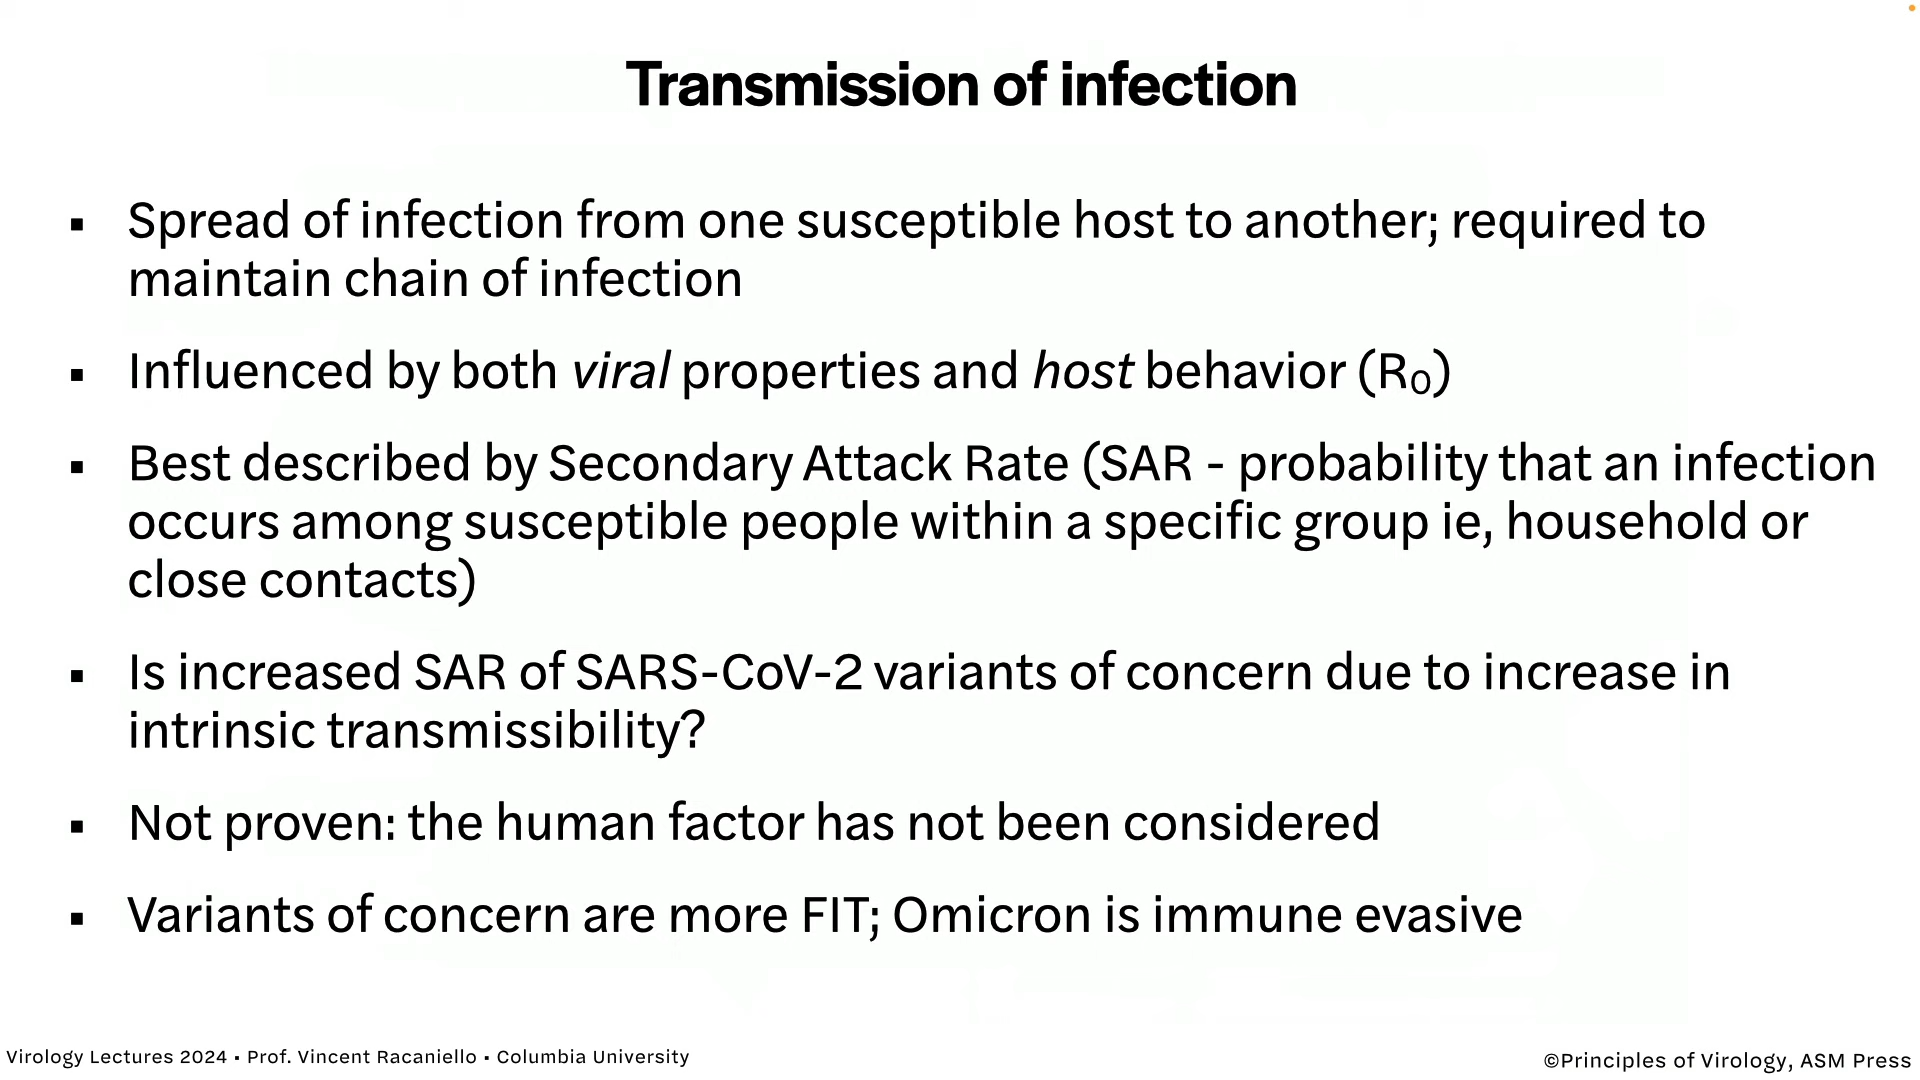 Transmission of infection
▪ Spread of infection from one susceptible host to another; required to
maintain chain of infection
▪ Influenced by both viral properties and host behavior (R₀)
▪ Best described by Secondary Attack Rate (SAR - probability that an infection
occurs among susceptible people within a specific group ie, household or
close contacts)
▪ Is increased SAR of SARS-CoV-2 variants of concern due to increase in
intrinsic transmissibility?
▪ Not proven: the human factor has not been considered
▪ Variants of concern are more FIT; Omicron is immune evasive
Virology Lectures 2024 • Prof. Vincent Racaniello • Columbia University
©Principles of Virology, ASM Press